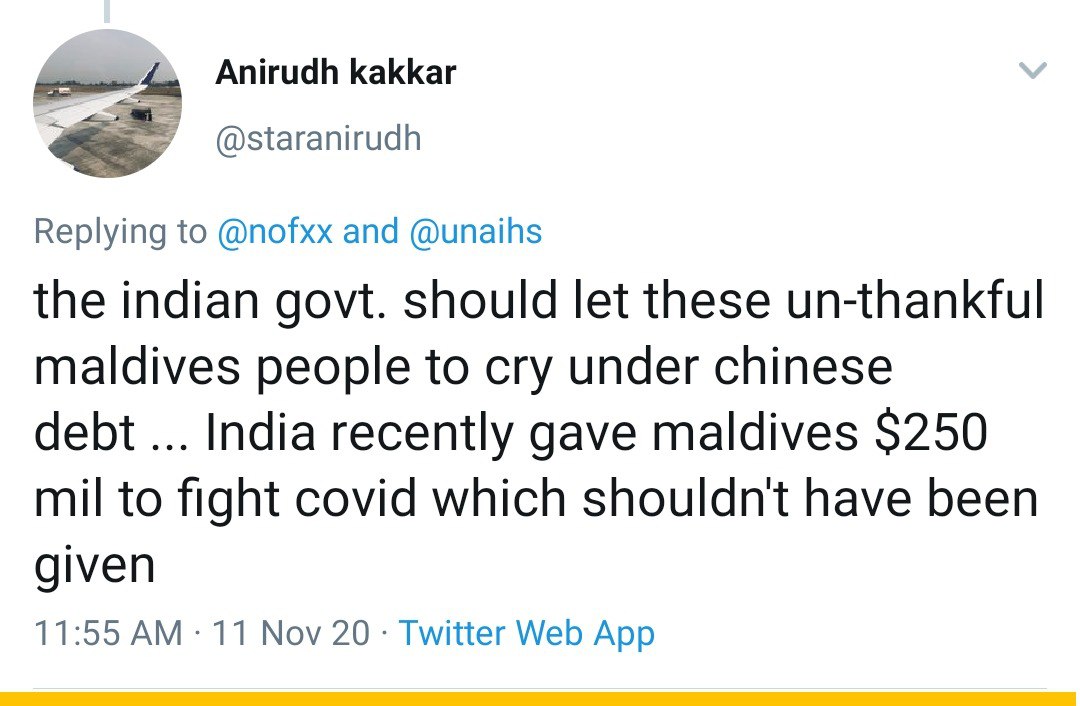 Anirudh kakkar
@staranirudh
Replying to @nofxx and @unaihs
the indian govt. should let these un-thankful
maldives people to cry under chinese
debt ... India recently gave maldives $250
mil to fight covid which shouldn't have been
given
11:55 AM · 11 Nov 20 · Twitter Web App